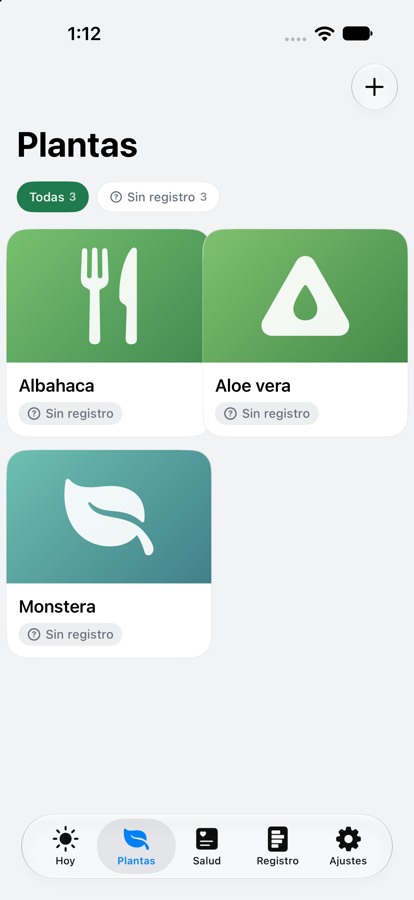 1:12
Plantas
Todas 3
Sin registro 3
Albahaca
Sin registro
Aloe vera
Sin registro
Monstera
Sin registro
Hoy
Plantas
Salud
Registro
Ajustes